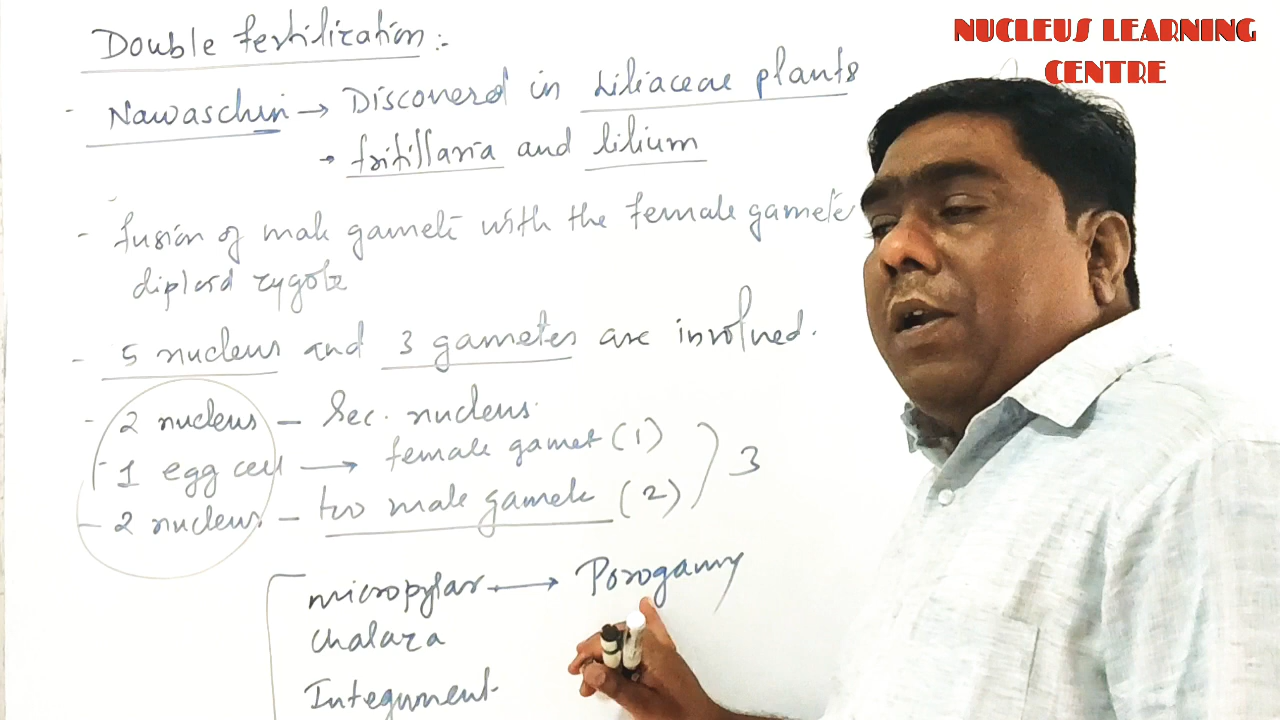 Double fertilization :-
NUCLEUS LEARNING
CENTRE
- Nawaschin → Discovered in Liliaceae plants
→ fritillaria and lilium
- fusion of male gamete with the female gamete
diploid zygote
- 5 nucleus and 3 gametes are involved.
- 2 nucleus - Sec. nucleus.
- 1 egg cell → female gamet (1)
3
- 2 nucleus - two male gamete (2)
micropylar → Porogamy
Chalaza
Integument